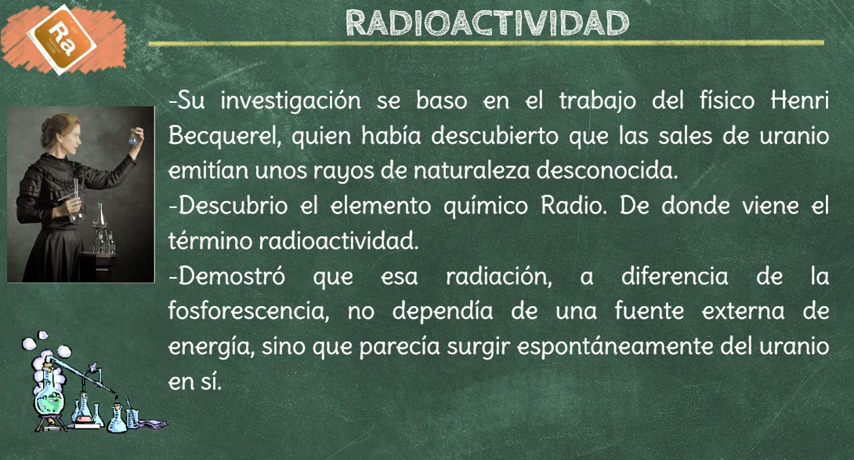 Ra
RADIOACTIVIDAD
-Su investigación se baso en el trabajo del físico Henri
Becquerel, quien había descubierto que las sales de uranio
emitían unos rayos de naturaleza desconocida.
-Descubrio el elemento químico Radio. De donde viene el
término radioactividad.
-Demostró que esa radiación, a diferencia de la
fosforescencia, no dependía de una fuente externa de
energía, sino que parecía surgir espontáneamente del uranio
en sí.